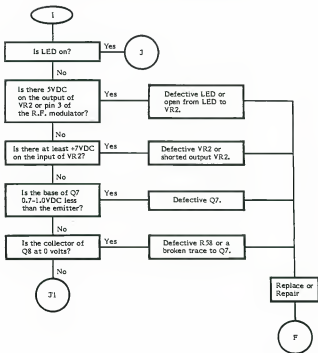 I
Is LED on?
Yes
J
No
Is there 5VDC
on the output of
VR2 or pin 3 of
the R.F. modulator?
Yes
Defective LED or
open from LED to
VR2.
No
Is there at least +7VDC
on the input of VR2?
Yes
Defective VR2 or
shorted output VR2.
No
Is the base of Q7
0.7-1.0VDC less
than the emitter?
Yes
Defective Q7.
No
Is the collector of
Q8 at 0 volts?
Yes
Defective R58 or a
broken trace to Q7.
No
J1
Replace or
Repair
F